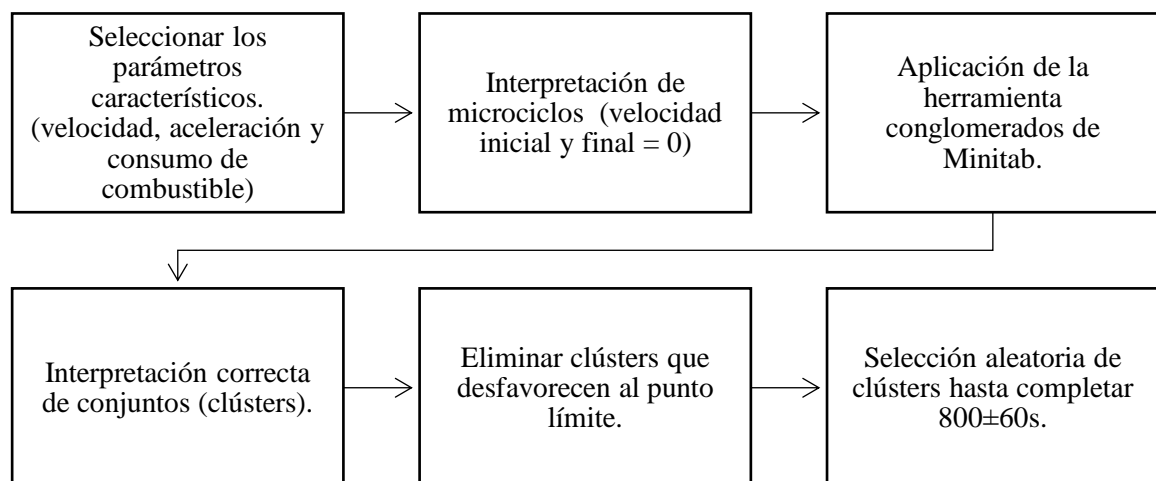 Seleccionar los
parámetros
característicos.
(velocidad, aceleración y
consumo de
combustible)
Interpretación de
microciclos (velocidad
inicial y final = 0)
Aplicación de la
herramienta
conglomerados de
Minitab.
Interpretación correcta
de conjuntos (clústers).
Eliminar clústers que
desfavorecen al punto
límite.
Selección aleatoria de
clústers hasta completar
800±60s.